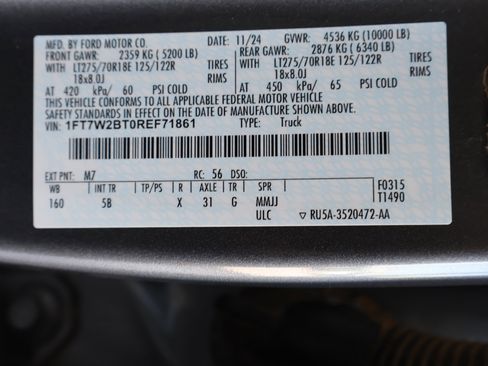 MFD. BY FORD MOTOR CO.
DATE: 11/24 GVWR: 4536 KG (10000 LB)
FRONT GAWR: 2359 KG (5200 LB) REAR GAWR: 2876 KG (6340 LB)
WITH LT275/70R18E 125/122R WITH LT275/70R18E 125/122R
18x8.0J 18x8.0J
AT 420 kPa/ 60 PSI COLD AT 450 kPa/ 65 PSI COLD
THIS VEHICLE CONFORMS TO ALL APPLICABLE FEDERAL MOTOR VEHICLE
SAFETY STANDARDS IN EFFECT ON THE DATE OF MANUFACTURE SHOWN ABOVE.
VIN: 1FT7W2BT0REF71861 TYPE: Truck
EXT PNT: M7 RC: 56 DSO:
WB INT TR TP/PS R AXLE TR SPR F0315
160 5B X 31 G MMJJ T1490
ULC RU5A-3520472-AA